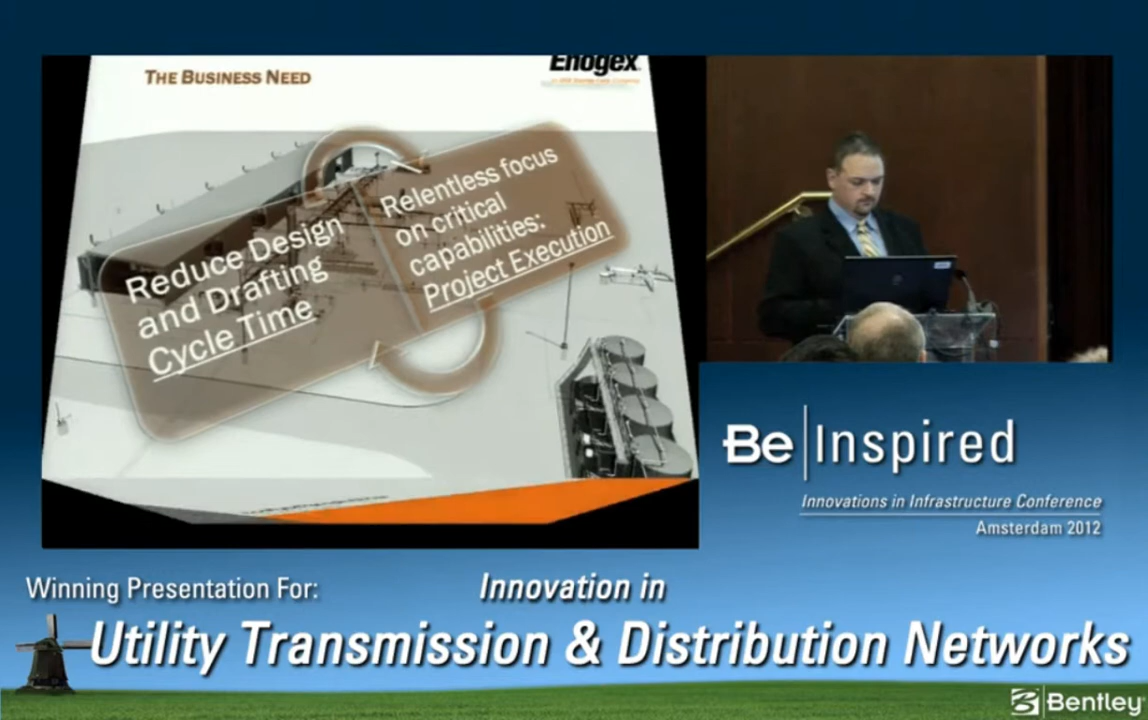 THE BUSINESS NEED
Enogex
Reduce Design
and Drafting
Cycle Time
Relentless focus
on critical
capabilities:
Project Execution
Be Inspired
Innovations in Infrastructure Conference
Amsterdam 2012
Winning Presentation For:
Innovation in
Utility Transmission & Distribution Networks
Bentley